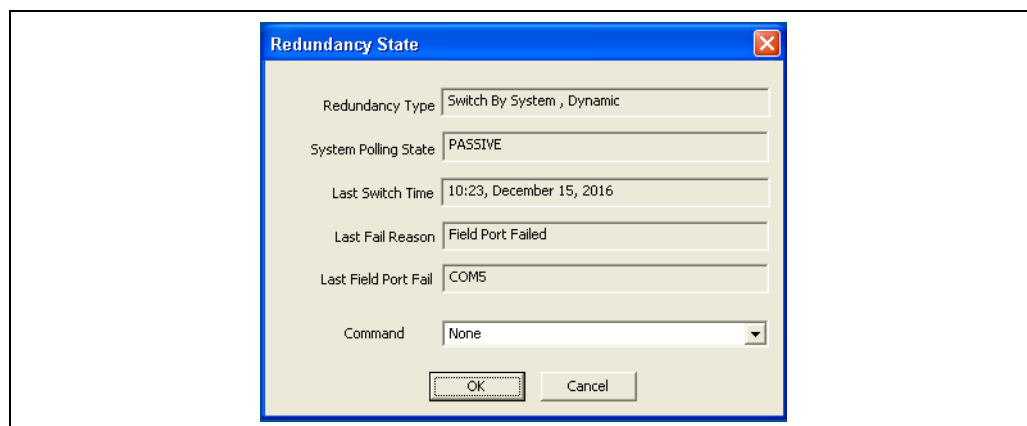 Redundancy State
Redundancy Type Switch By System , Dynamic
System Polling State PASSIVE
Last Switch Time 10:23, December 15, 2016
Last Fail Reason Field Port Failed
Last Field Port Fail COM5
Command None
OK Cancel